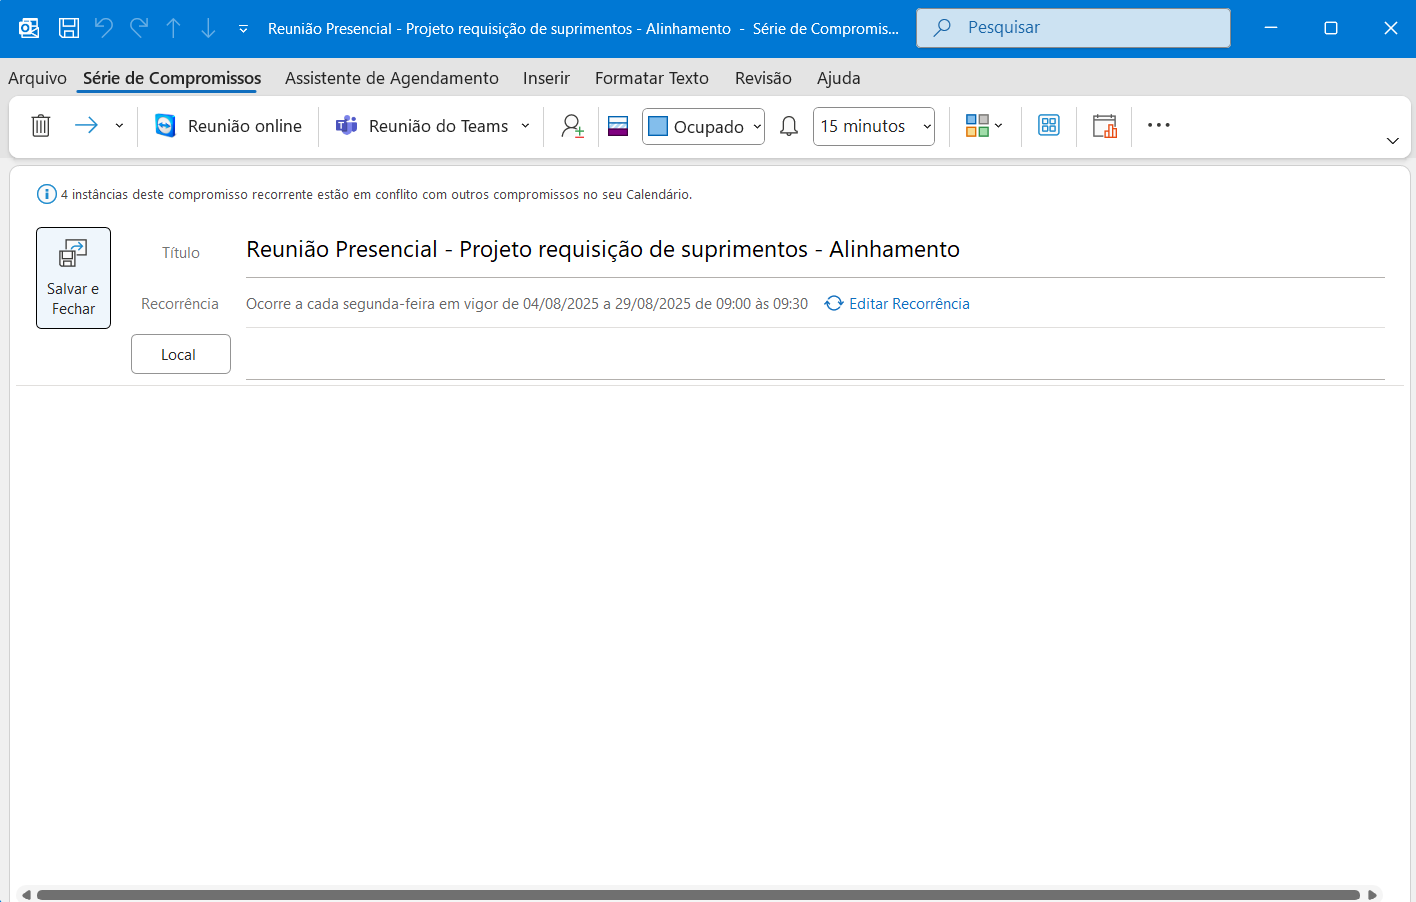 Reunião Presencial - Projeto requisição de suprimentos - Alinhamento - Série de Compromis...
Pesquisar
Arquivo Série de Compromissos Assistente de Agendamento Inserir Formatar Texto Revisão Ajuda
Reunião online Reunião do Teams Ocupado 15 minutos
4 instâncias deste compromisso recorrente estão em conflito com outros compromissos no seu Calendário.
Salvar e
Fechar
Título Reunião Presencial - Projeto requisição de suprimentos - Alinhamento
Recorrência Ocorre a cada segunda-feira em vigor de 04/08/2025 a 29/08/2025 de 09:00 às 09:30 Editar Recorrência
Local